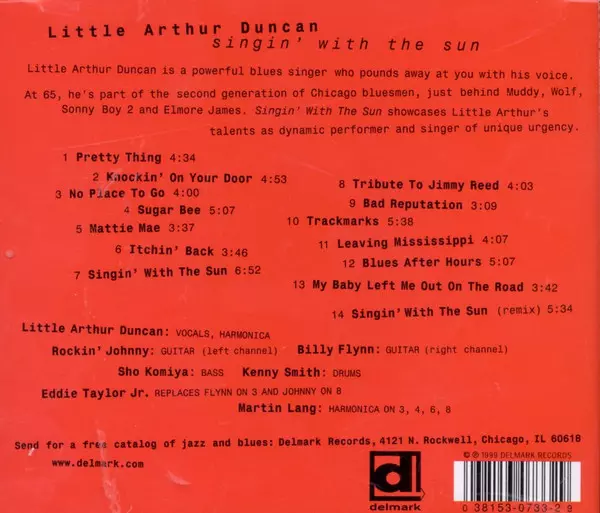 Little Arthur Duncan
singin' with the sun
Little Arthur Duncan is a powerful blues singer who pounds away at you with his voice.
At 65, he's part of the second generation of Chicago bluesmen, just behind Muddy, Wolf,
Sonny Boy 2 and Elmore James. Singin' With The Sun showcases Little Arthur's
talents as dynamic performer and singer of unique urgency.
1 Pretty Thing 4:34
2 Knockin' On Your Door 4:53
3 No Place To Go 4:00
4 Sugar Bee 5:07
5 Mattie Mae 3:37
6 Itchin' Back 3:46
7 Singin' With The Sun 6:52
8 Tribute To Jimmy Reed 4:03
9 Bad Reputation 3:09
10 Trackmarks 5:38
11 Leaving Mississippi 4:07
12 Blues After Hours 5:07
13 My Baby Left Me Out On The Road 3:42
14 Singin' With The Sun (remix) 5:34
Little Arthur Duncan: VOCALS, HARMONICA
Rockin' Johnny: GUITAR (left channel) Billy Flynn: GUITAR (right channel)
Sho Komiya: BASS Kenny Smith: DRUMS
Eddie Taylor Jr. REPLACES FLYNN ON 3 AND JOHNNY ON 8
Martin Lang: HARMONICA ON 3, 4, 6, 8
Send for a free catalog of jazz and blues: Delmark Records, 4121 N. Rockwell, Chicago, IL 60618
www.delmark.com
d
delmark
© ℗ 1999 DELMARK RECORDS
0 38153-0733-2 9